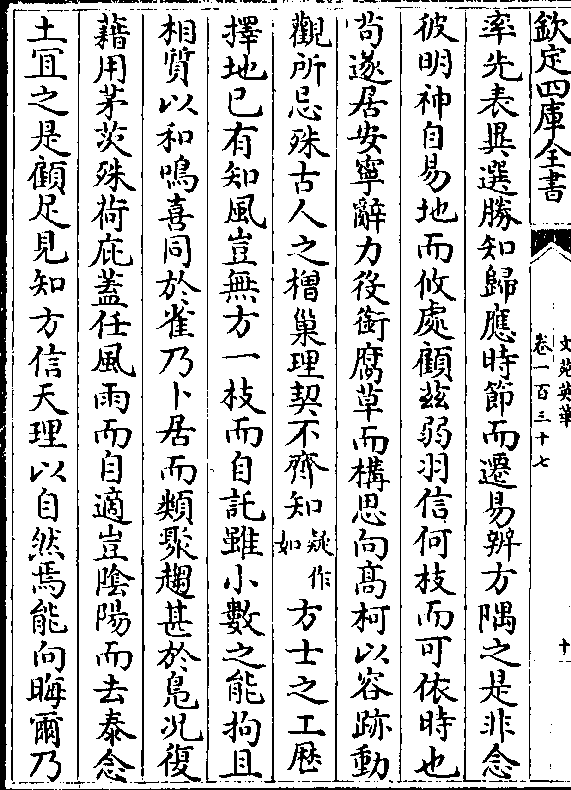 欽定四庫全書
文苑英華
卷一百三十七
十一
率先表異選勝知歸應時節而遷易辨方隅之是非念
彼明神自易地而攸處顧茲弱羽信何枝而可依時也
尚遂居安寧辭力役銜腐草而構思向高柯以容跡動
觀所忌殊古人之橧巢理契不齊知疑作如方士之工厯
擇地已有知風豈無方一枝而自託雖小數之能拘且
相質以和鳴喜同於雀乃卜居而類聚趨甚於鳧况復
藉用茅茨殊荷庇蓋任風雨而自適豈陰陽而去泰念
土宜之是顧足見知方信天理以自然焉能向晦爾乃